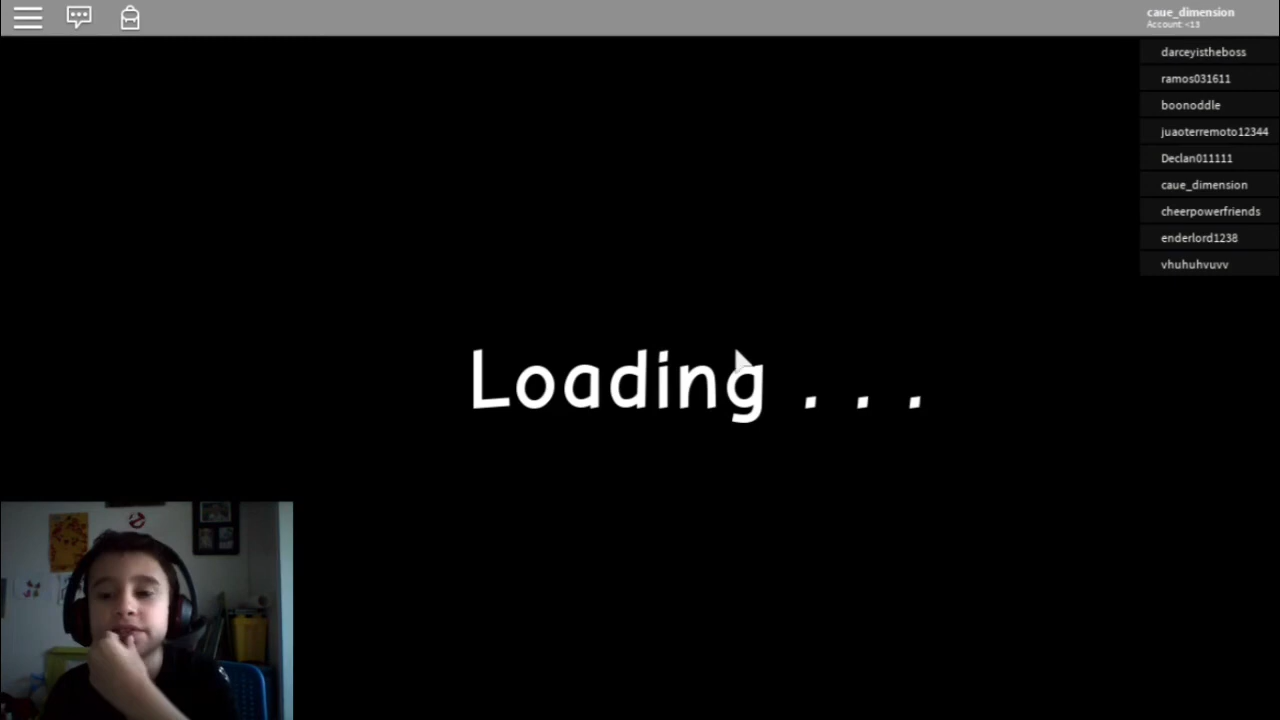 caue_dimension
Account: <13
darceyistheboss
ramos031611
boonoddle
juaoterremoto12344
Declan011111
caue_dimension
cheerpowerfriends
enderlord1238
vhuhuhvuvv
Loading . . .